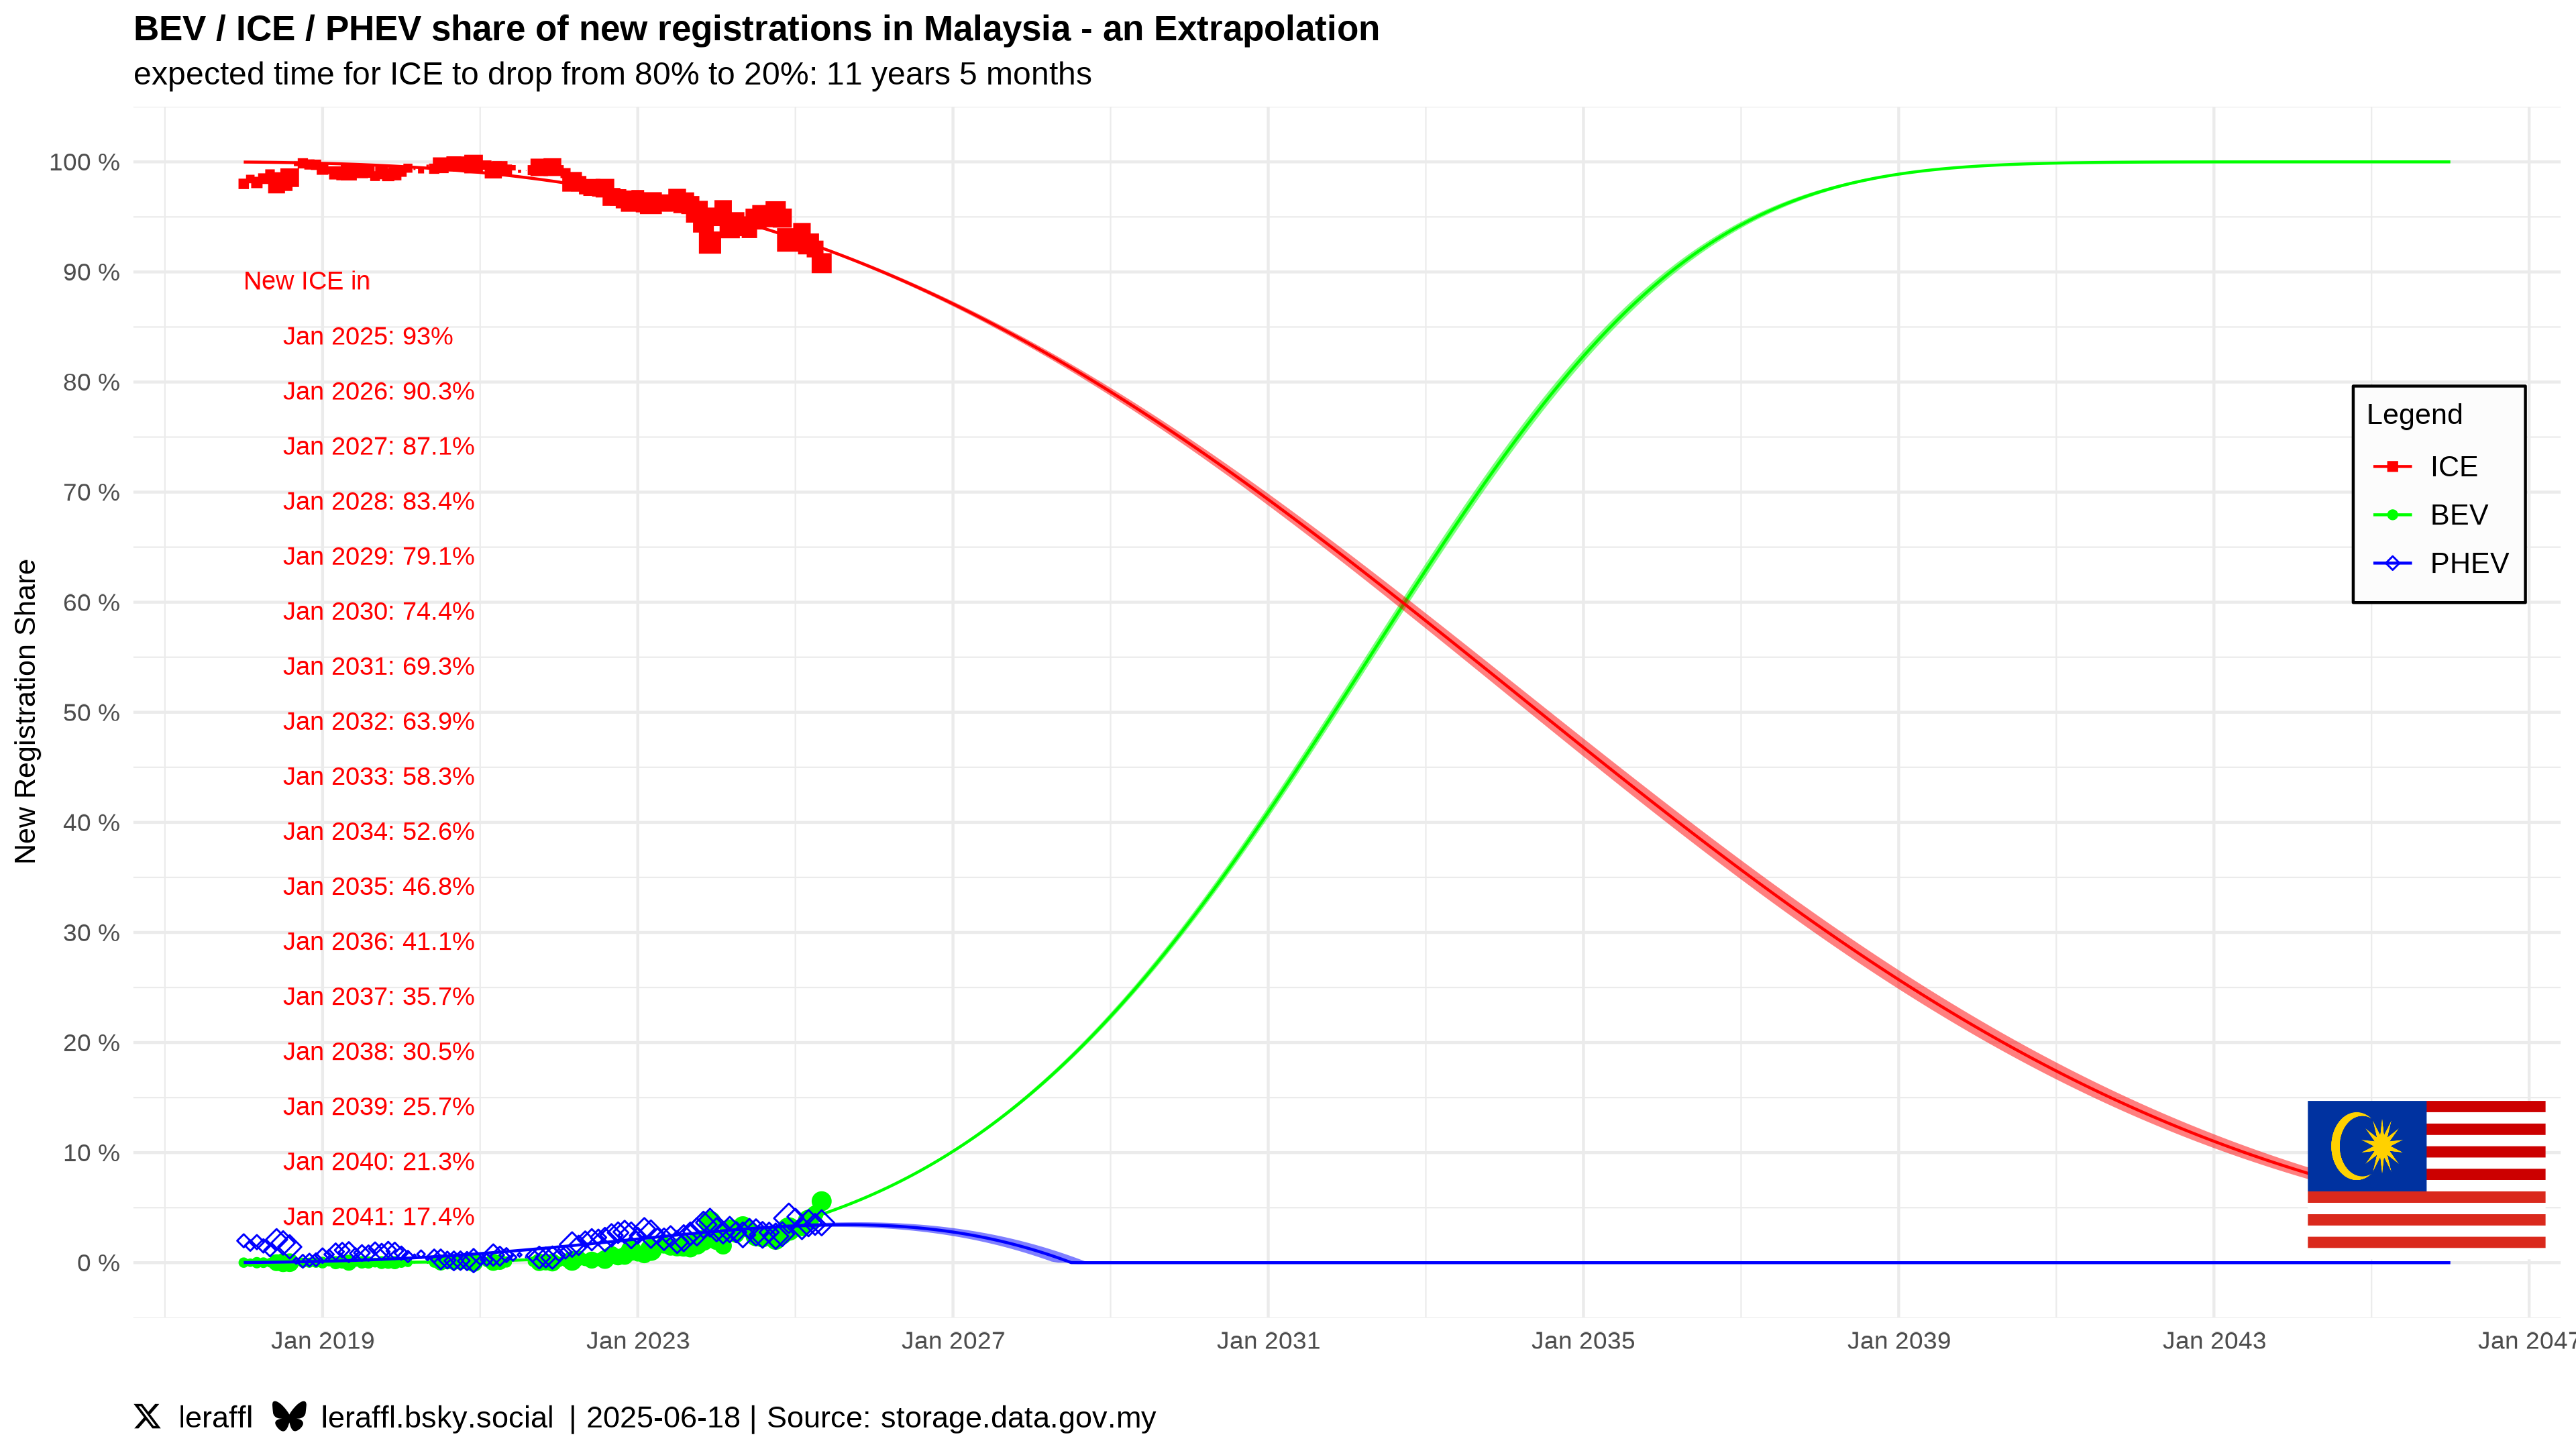 BEV / ICE / PHEV share of new registrations in Malaysia - an Extrapolation
expected time for ICE to drop from 80% to 20%: 11 years 5 months
New Registration Share
100 %
90 %
80 %
70 %
60 %
50 %
40 %
30 %
20 %
10 %
0 %
New ICE in
Jan 2025: 93%
Jan 2026: 90.3%
Jan 2027: 87.1%
Jan 2028: 83.4%
Jan 2029: 79.1%
Jan 2030: 74.4%
Jan 2031: 69.3%
Jan 2032: 63.9%
Jan 2033: 58.3%
Jan 2034: 52.6%
Jan 2035: 46.8%
Jan 2036: 41.1%
Jan 2037: 35.7%
Jan 2038: 30.5%
Jan 2039: 25.7%
Jan 2040: 21.3%
Jan 2041: 17.4%
Legend
ICE
BEV
PHEV
Jan 2019 Jan 2023 Jan 2027 Jan 2031 Jan 2035 Jan 2039 Jan 2043 Jan 2047
leraffl leraffl.bsky.social | 2025-06-18 | Source: storage.data.gov.my